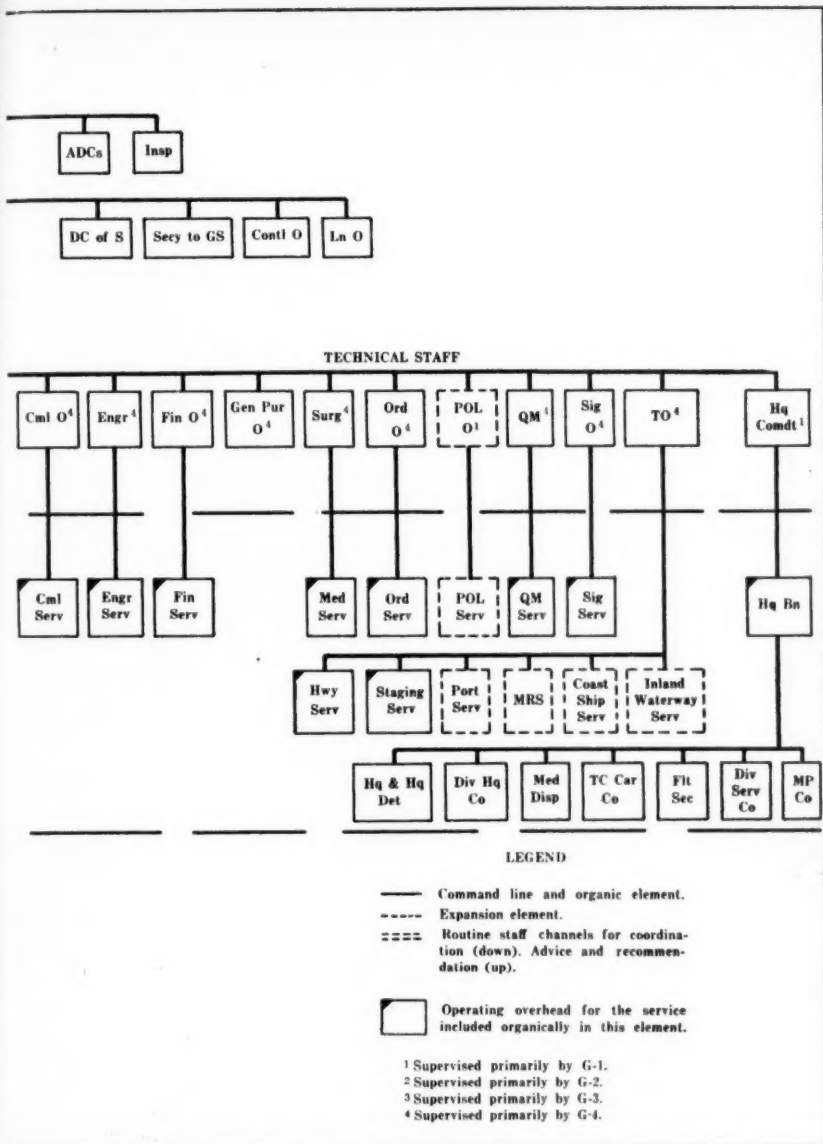 ADCs
Insp
DC of S
Secy to GS
Contl O
Ln O
TECHNICAL STAFF
Cml O4
Engr4
Fin O4
Gen Pur
O4
Surg4
Ord
O4
POL
O1
QM4
Sig
O4
TO4
Hq
Comdt1
Cml
Serv
Engr
Serv
Fin
Serv
Med
Serv
Ord
Serv
POL
Serv
QM
Serv
Sig
Serv
Hq Bn
Hwy
Serv
Staging
Serv
Port
Serv
MRS
Coast
Ship
Serv
Inland
Waterway
Serv
Hq & Hq
Det
Div Hq
Co
Med
Disp
TC Car
Co
Flt
Sec
Div
Serv
Co
MP
Co
LEGEND
Command line and organic element.
Expansion element.
Routine staff channels for coordina-
tion (down). Advice and recommen-
dation (up).
Operating overhead for the service
included organically in this element.
1 Supervised primarily by G-1.
2 Supervised primarily by G-2.
3 Supervised primarily by G-3.
4 Supervised primarily by G-4.